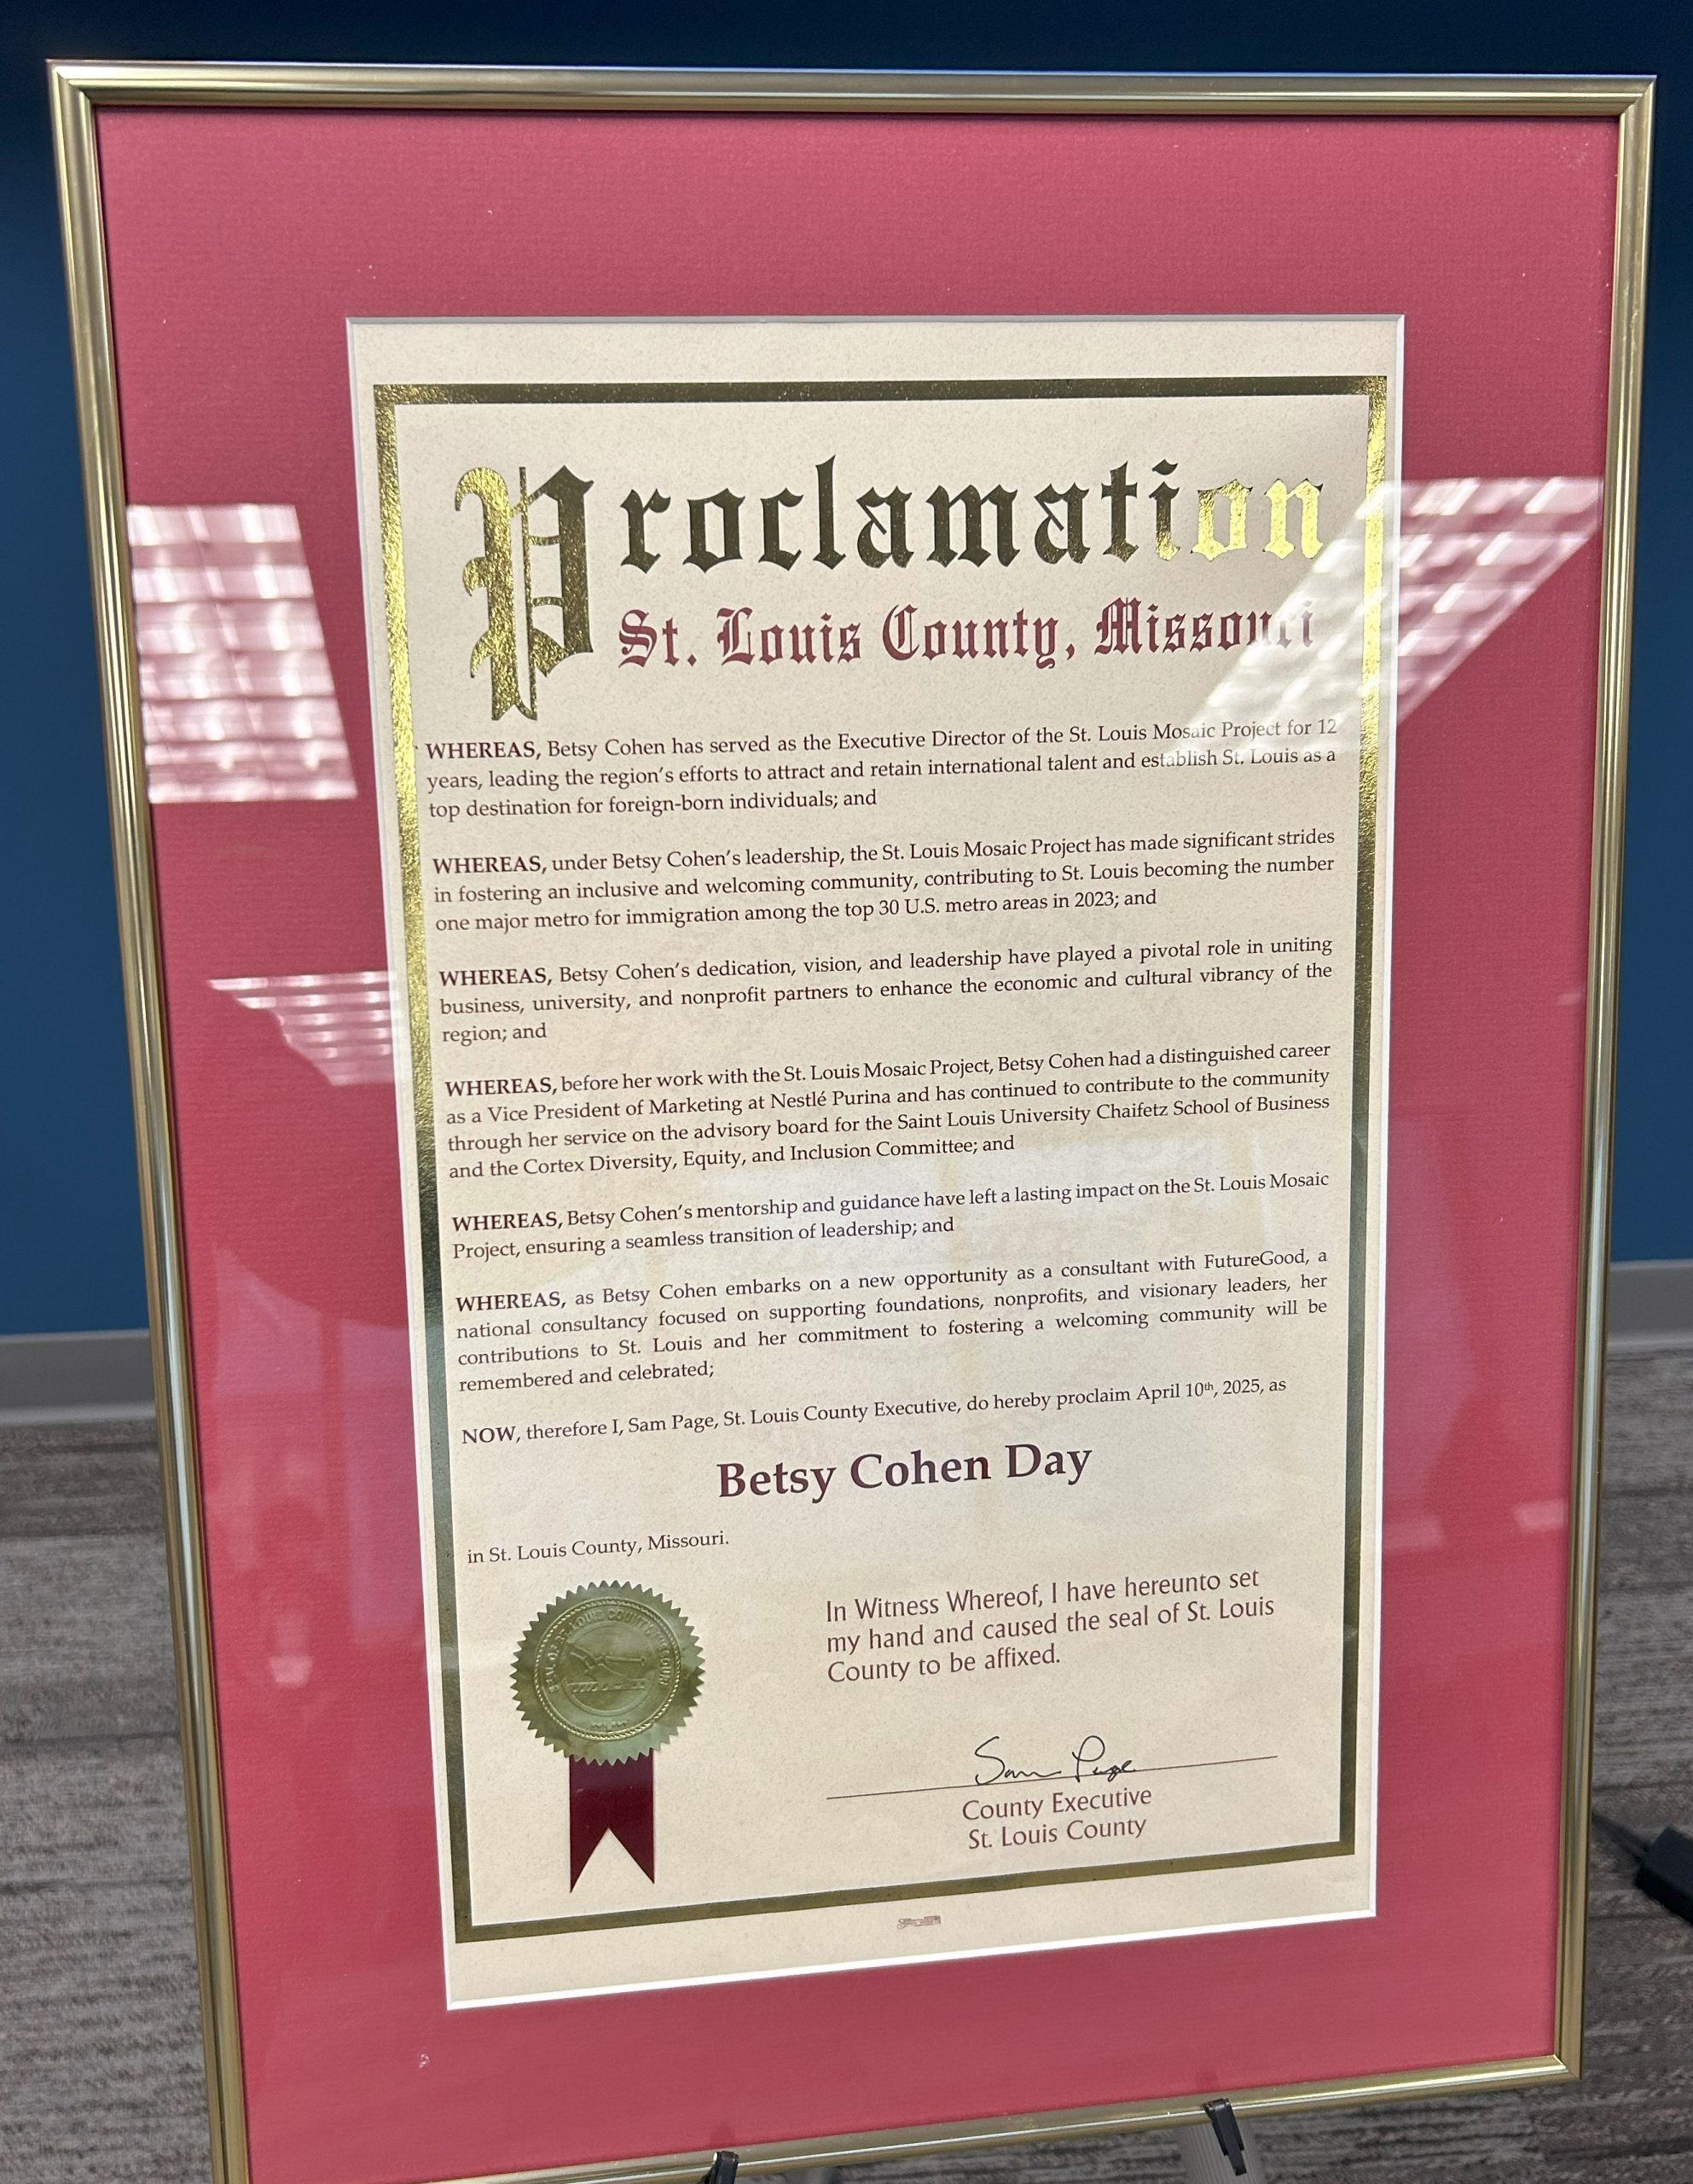 Proclamation
St. Louis County, Missouri
WHEREAS, Betsy Cohen has served as the Executive Director of the St. Louis Mosaic Project for 12
years, leading the region's efforts to attract and retain international talent and establish St. Louis as a
top destination for foreign-born individuals; and
WHEREAS, under Betsy Cohen's leadership, the St. Louis Mosaic Project has made significant strides
in fostering an inclusive and welcoming community, contributing to St. Louis becoming the number
one major metro for immigration among the top 30 U.S. metro areas in 2023; and
WHEREAS, Betsy Cohen's dedication, vision, and leadership have played a pivotal role in uniting
business, university, and nonprofit partners to enhance the economic and cultural vibrancy of the
region; and
WHEREAS, before her work with the St. Louis Mosaic Project, Betsy Cohen had a distinguished career
as a Vice President of Marketing at Nestlé Purina and has continued to contribute to the community
through her service on the advisory board for the Saint Louis University Chaifetz School of Business
and the Cortex Diversity, Equity, and Inclusion Committee; and
WHEREAS, Betsy Cohen's mentorship and guidance have left a lasting impact on the St. Louis Mosaic
Project, ensuring a seamless transition of leadership; and
WHEREAS, as Betsy Cohen embarks on a new opportunity as a consultant with FutureGood, a
national consultancy focused on supporting foundations, nonprofits, and visionary leaders, her
contributions to St. Louis and her commitment to fostering a welcoming community will be
remembered and celebrated;
NOW, therefore I, Sam Page, St. Louis County Executive, do hereby proclaim April 10th, 2025, as
Betsy Cohen Day
in St. Louis County, Missouri.
In Witness Whereof, I have hereunto set
my hand and caused the seal of St. Louis
County to be affixed.
Sam Page
County Executive
St. Louis County